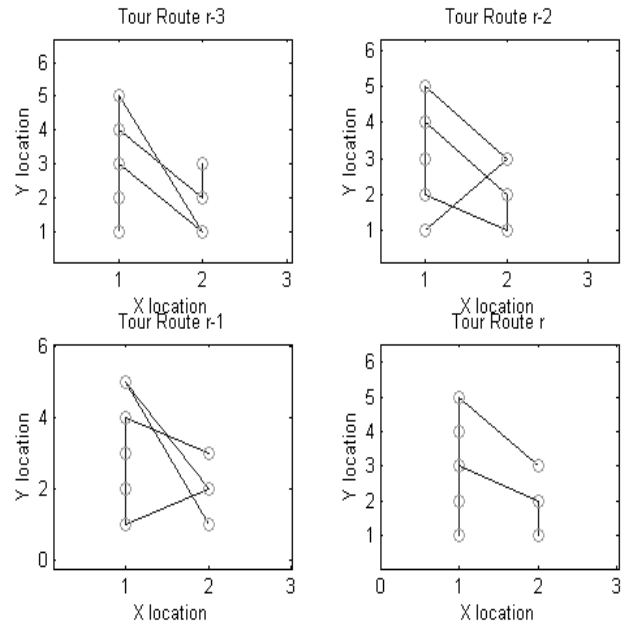 Tour Route r-3
6
5
4
3
2
1
Y location
1 2 3
X location
Tour Route r-2
6
5
4
3
2
1
Y location
1 2 3
X location
Tour Route r-1
6
4
2
0
Y location
1 2 3
X location
Tour Route r
6
5
4
3
2
1
Y location
0 1 2 3
X location